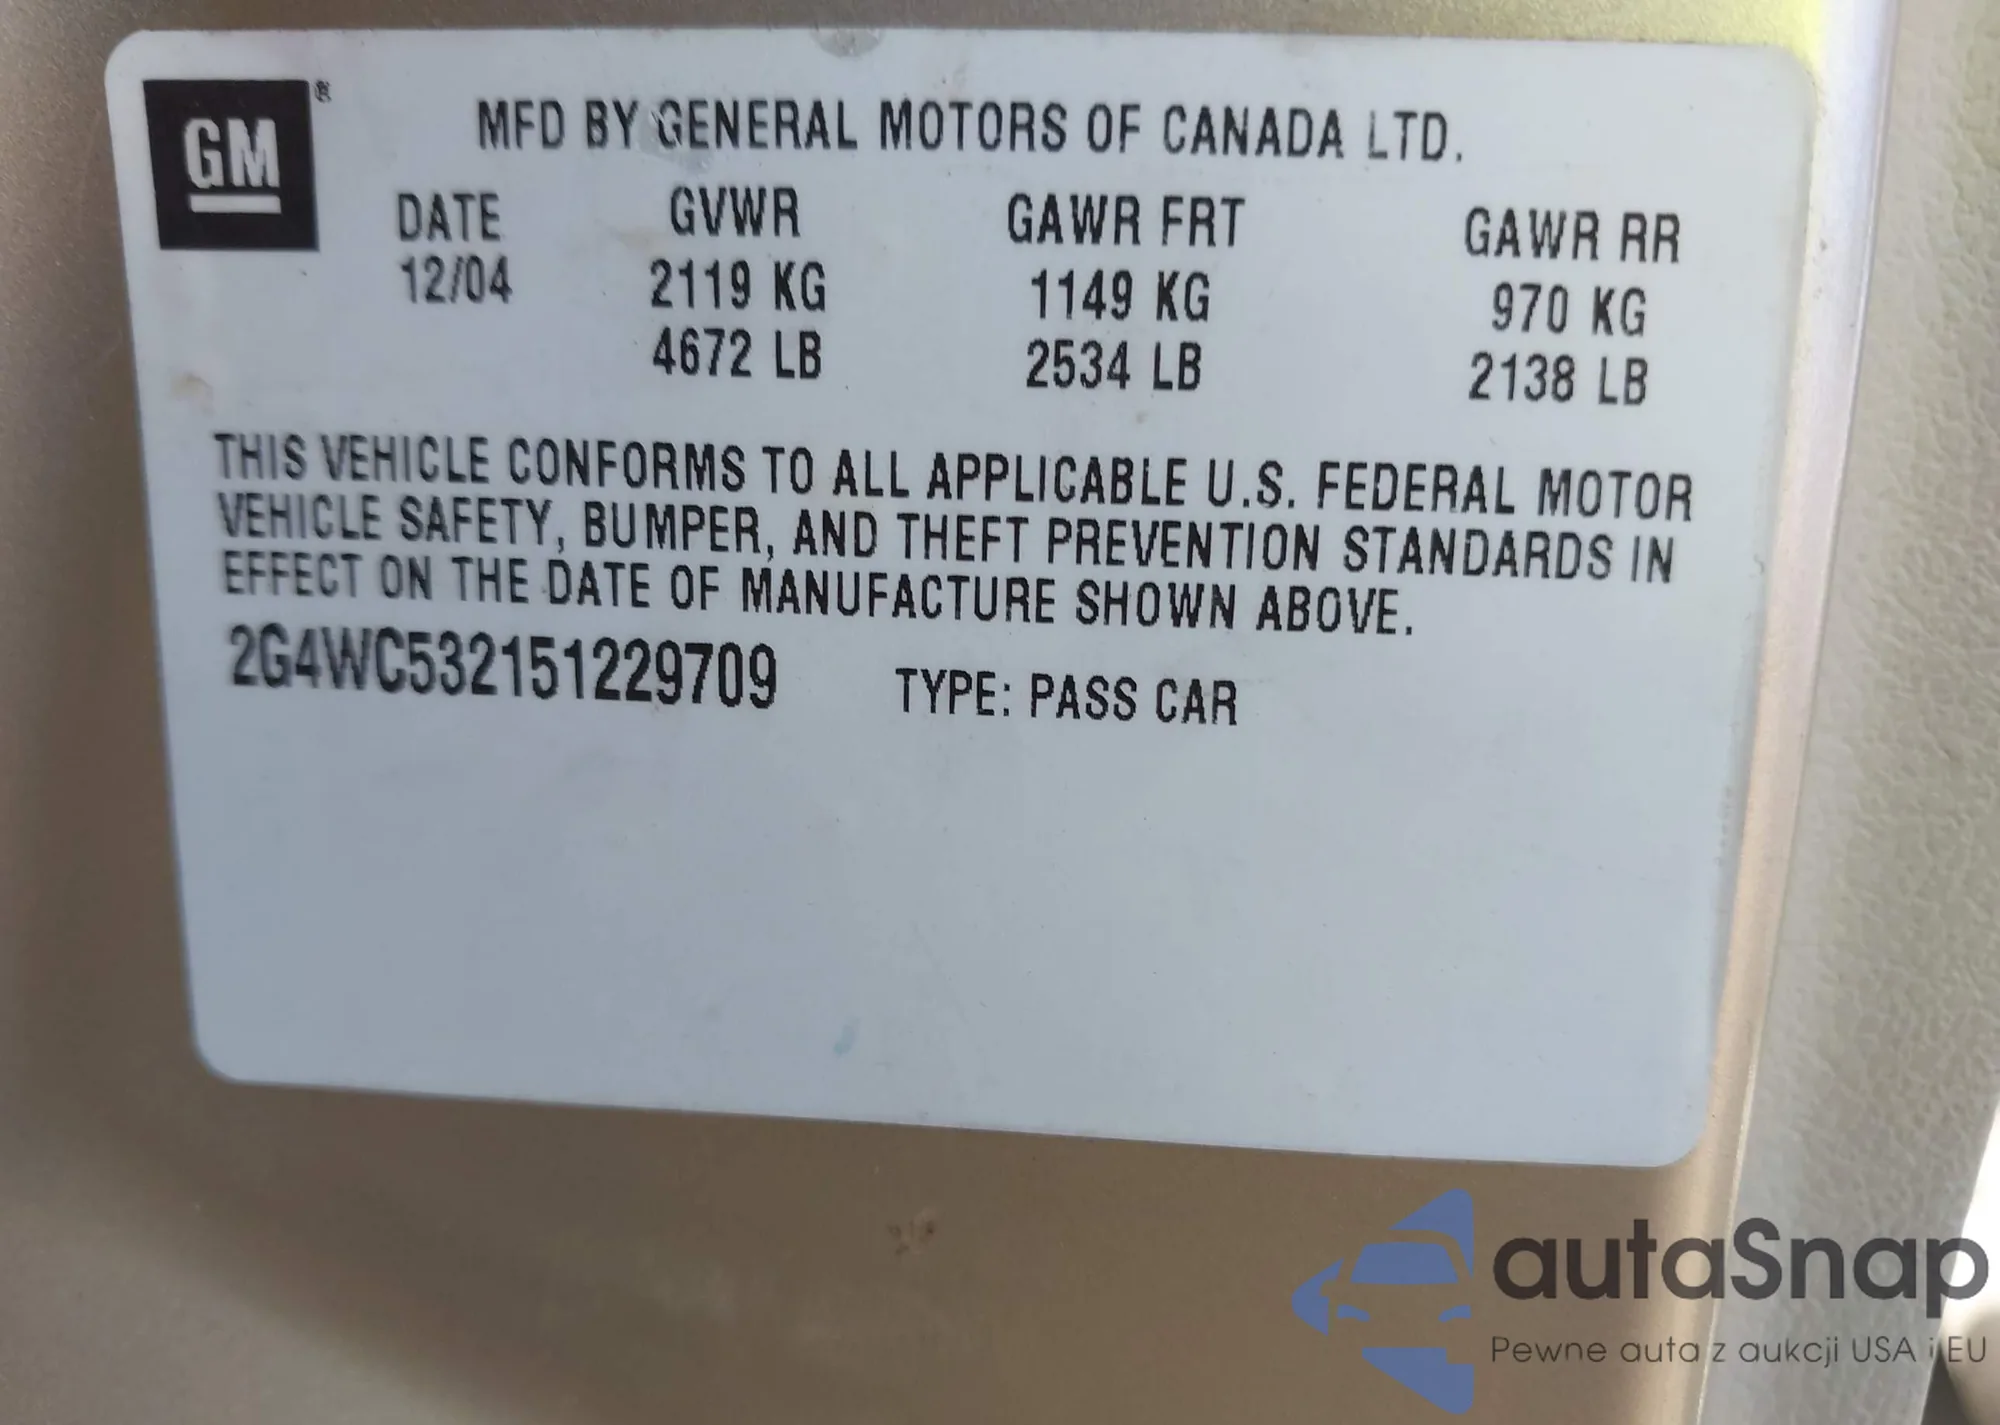 GM®
MFD BY GENERAL MOTORS OF CANADA LTD.
DATE GVWR GAWR FRT GAWR RR
12/04 2119 KG 1149 KG 970 KG
4672 LB 2534 LB 2138 LB
THIS VEHICLE CONFORMS TO ALL APPLICABLE U.S. FEDERAL MOTOR
VEHICLE SAFETY, BUMPER, AND THEFT PREVENTION STANDARDS IN
EFFECT ON THE DATE OF MANUFACTURE SHOWN ABOVE.
2G4WC532151229709 TYPE: PASS CAR
autaSnap
Pewne auta z aukcji USA i EU